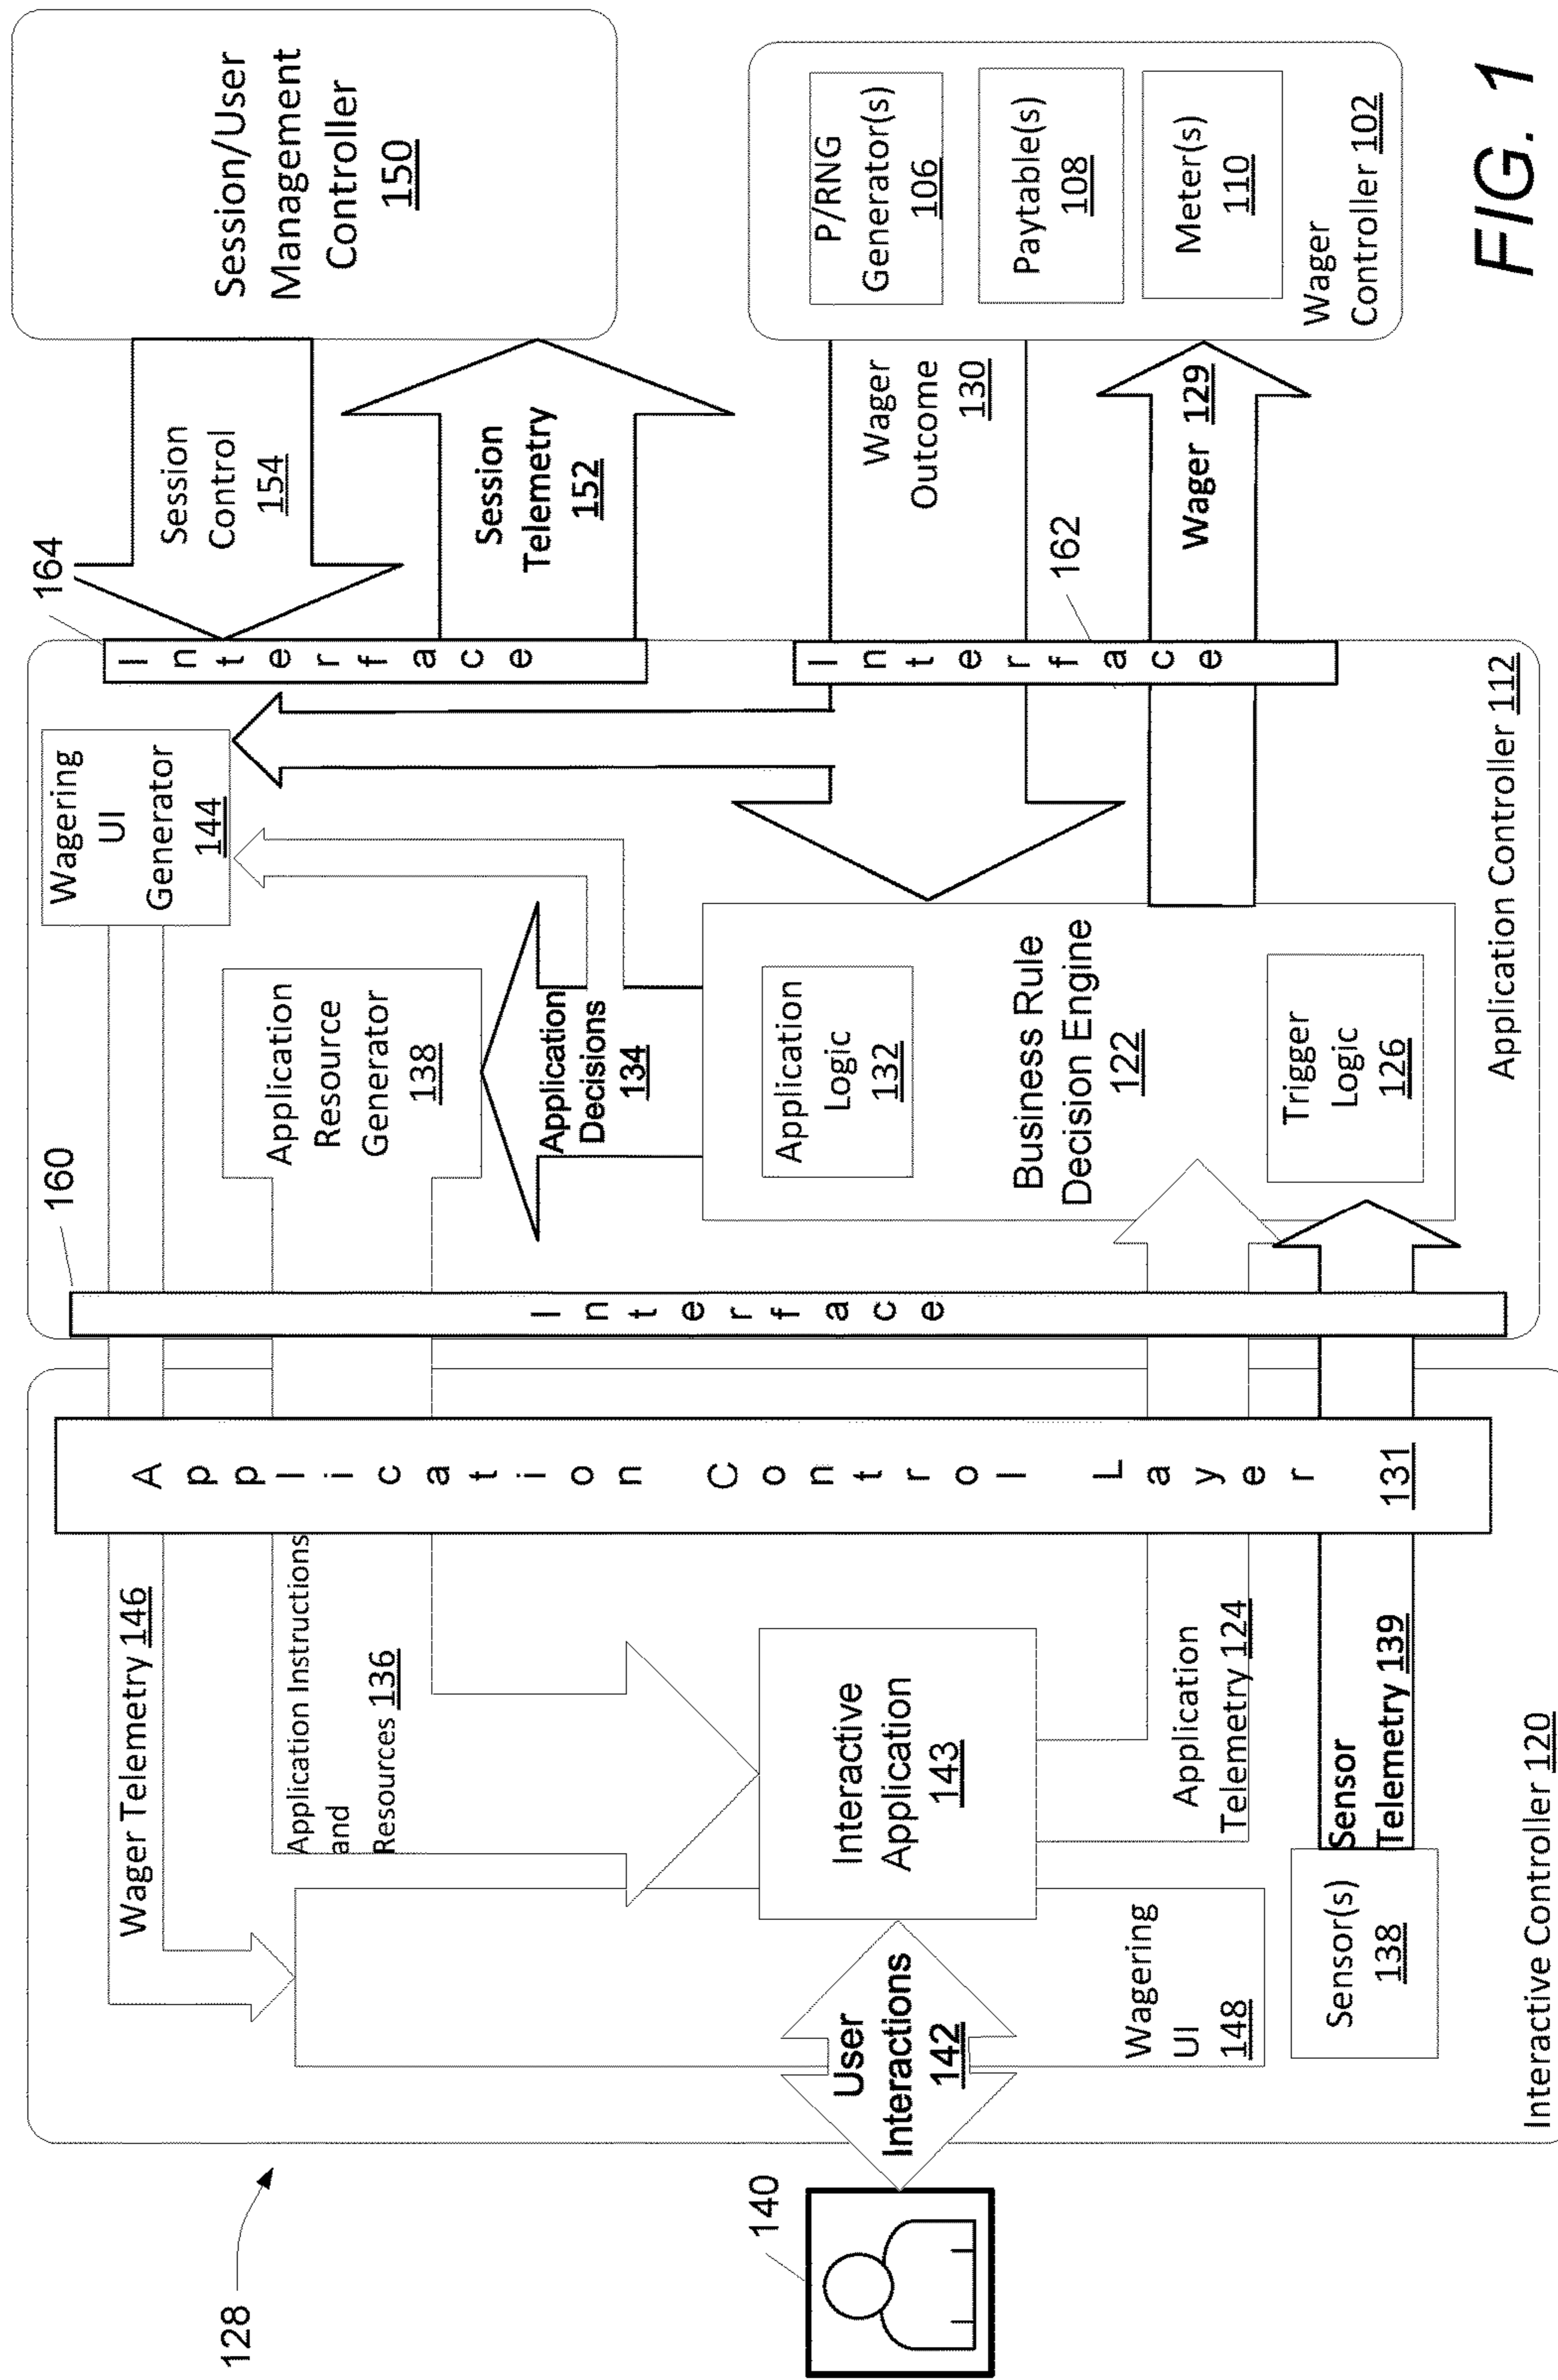 128
140
User
Interactions
142
Interactive Controller 120
Wager Telemetry 146
Application Instructions
and
Resources 136
Interactive
Application
143
Application
Telemetry 124
Wagering
UI
148
Sensor(s)
138
Sensor
Telemetry 139
Application Control Layer 131
160
Interface
Application Controller 112
Wagering
UI
Generator
144
Application
Resource
Generator
138
Application
Decisions
134
Application
Logic
132
Business Rule
Decision Engine
122
Trigger
Logic
126
164
Interface
162
Interface
Session
Control
154
Session
Telemetry
152
Wager
Outcome
130
Wager 129
Session/User
Management
Controller
150
P/RNG
Generator(s)
106
Paytable(s)
108
Meter(s)
110
Wager
Controller 102
FIG. 1